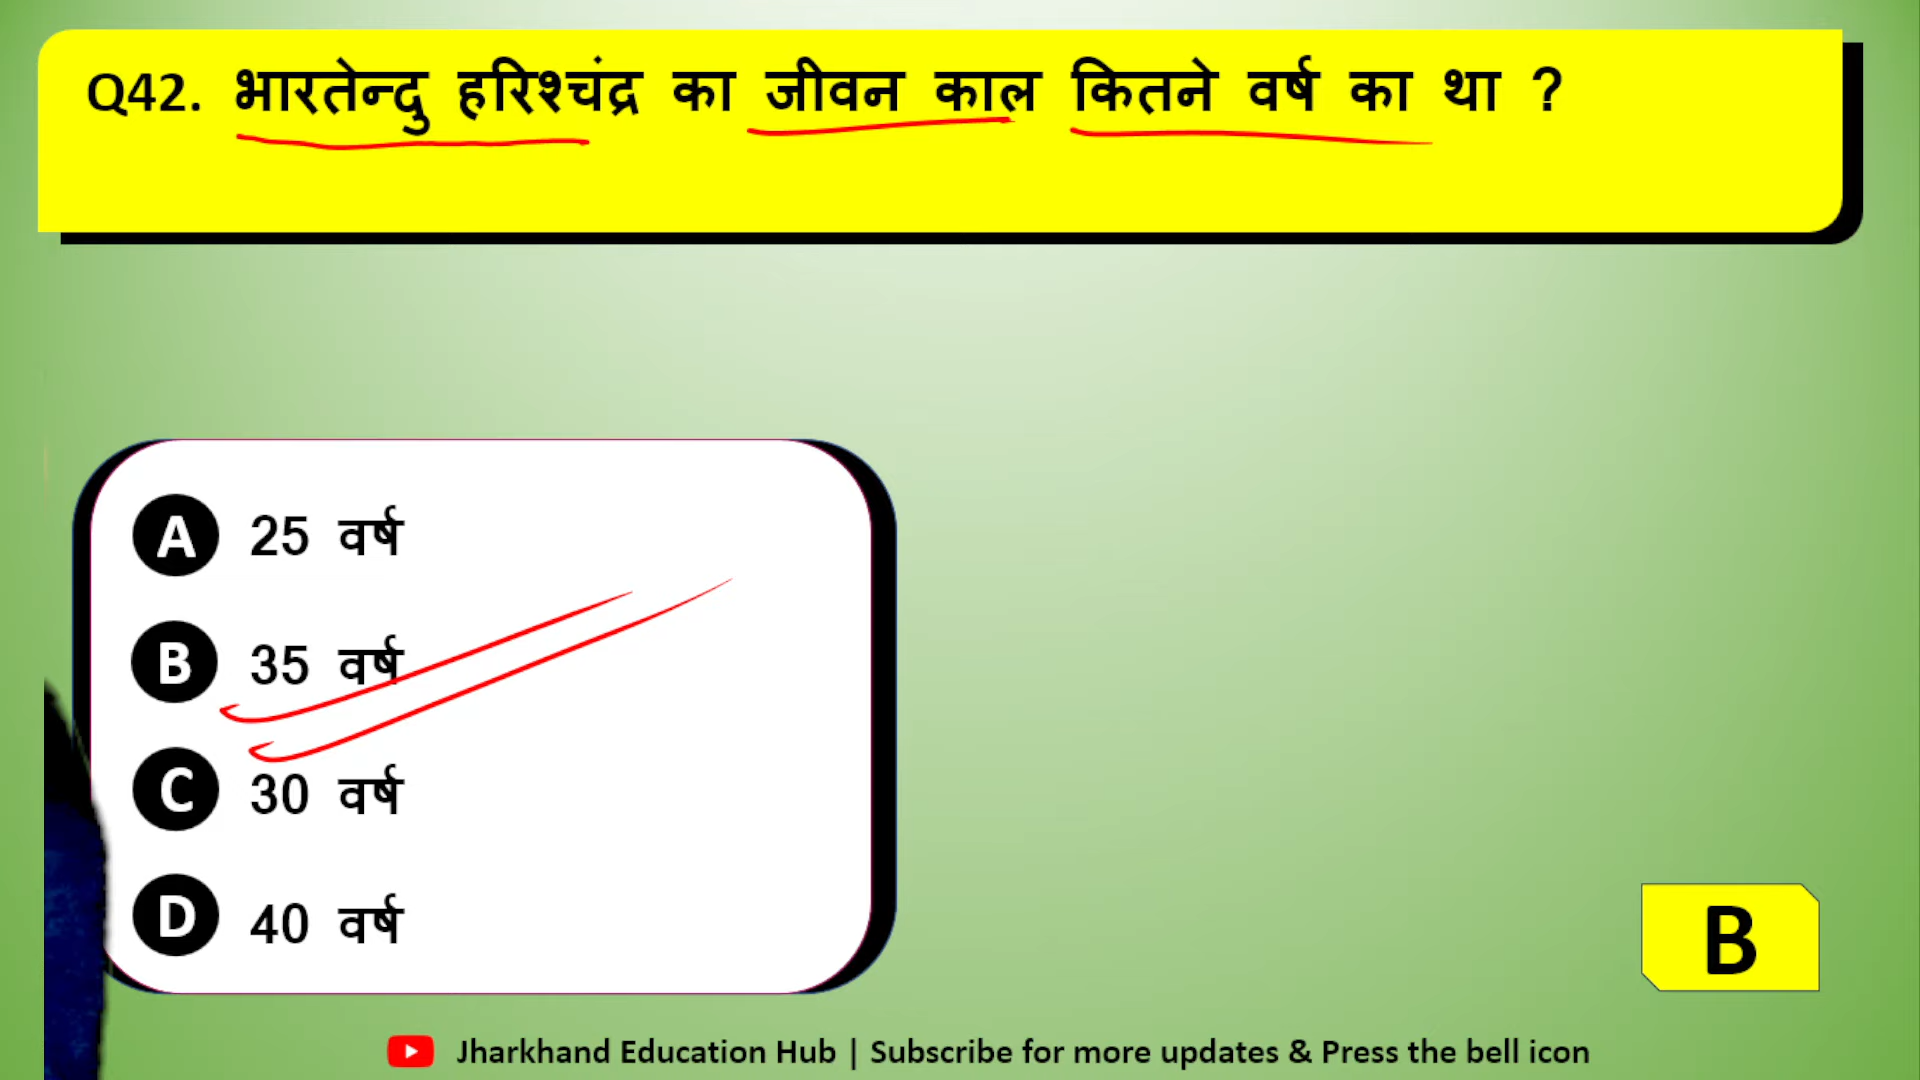 Q42. भारतेन्दु हरिश्चंद्र का जीवन काल कितने वर्ष का था ?
A 25 वर्ष
B 35 वर्ष
C 30 वर्ष
D 40 वर्ष
B
Jharkhand Education Hub | Subscribe for more updates & Press the bell icon